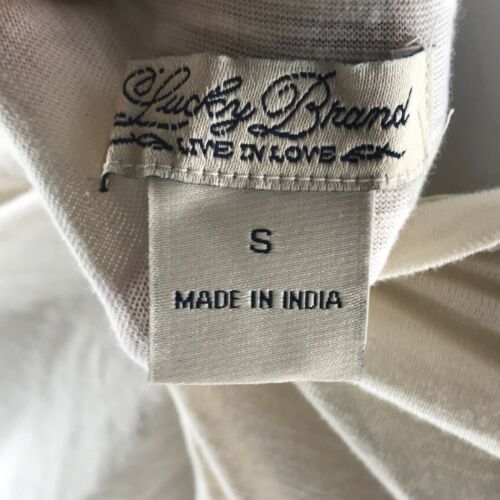 Lucky Brand
LIVE IN LOVE
S
MADE IN INDIA